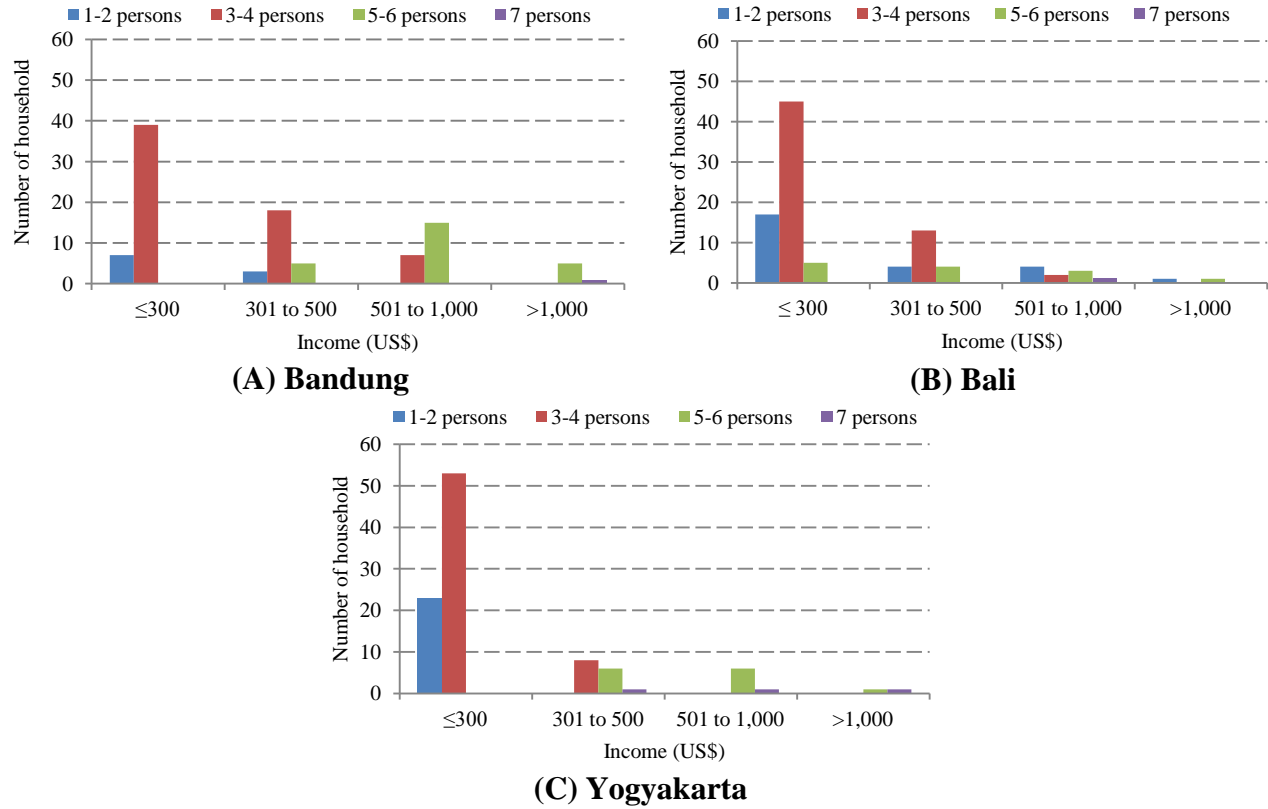 1-2 persons 3-4 persons 5-6 persons 7 persons
60
50
40
30
20
10
0
Number of household
≤300 301 to 500 501 to 1,000 >1,000
Income (US$)
(A) Bandung
1-2 persons 3-4 persons 5-6 persons 7 persons
60
50
40
30
20
10
0
Number of household
≤ 300 301 to 500 501 to 1,000 >1,000
Income (US$)
(B) Bali
1-2 persons 3-4 persons 5-6 persons 7 persons
60
50
40
30
20
10
0
Number of household
≤300 301 to 500 501 to 1,000 >1,000
Income (US$)
(C) Yogyakarta